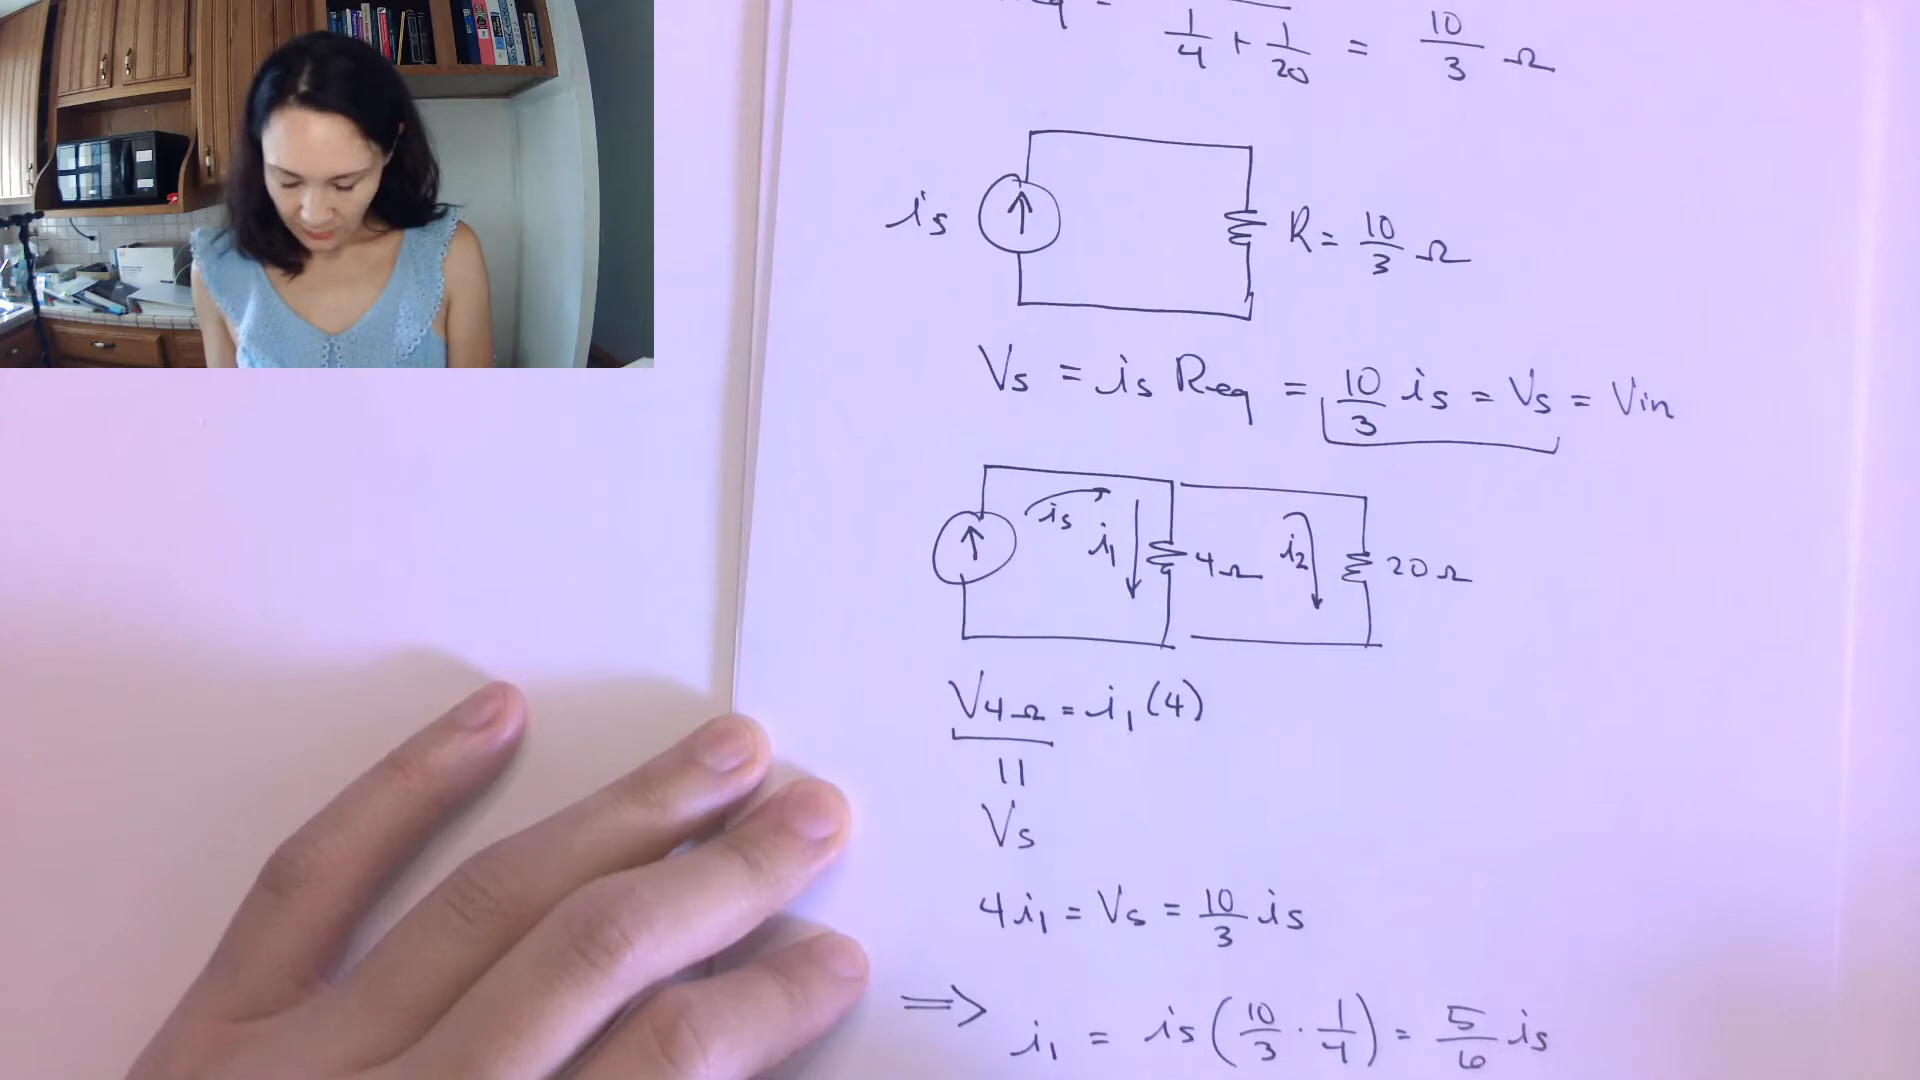 1/4 + 1/20 = 10/3 Ω
is
R = 10/3 Ω
Vs = is Req = 10/3 is = Vs = Vin
is
i1
4Ω
i2
20Ω
V4Ω = i1 (4)
11
Vs
4i1 = Vs = 10/3 is
=> i1 = is (10/3 · 1/4) = 5/6 is